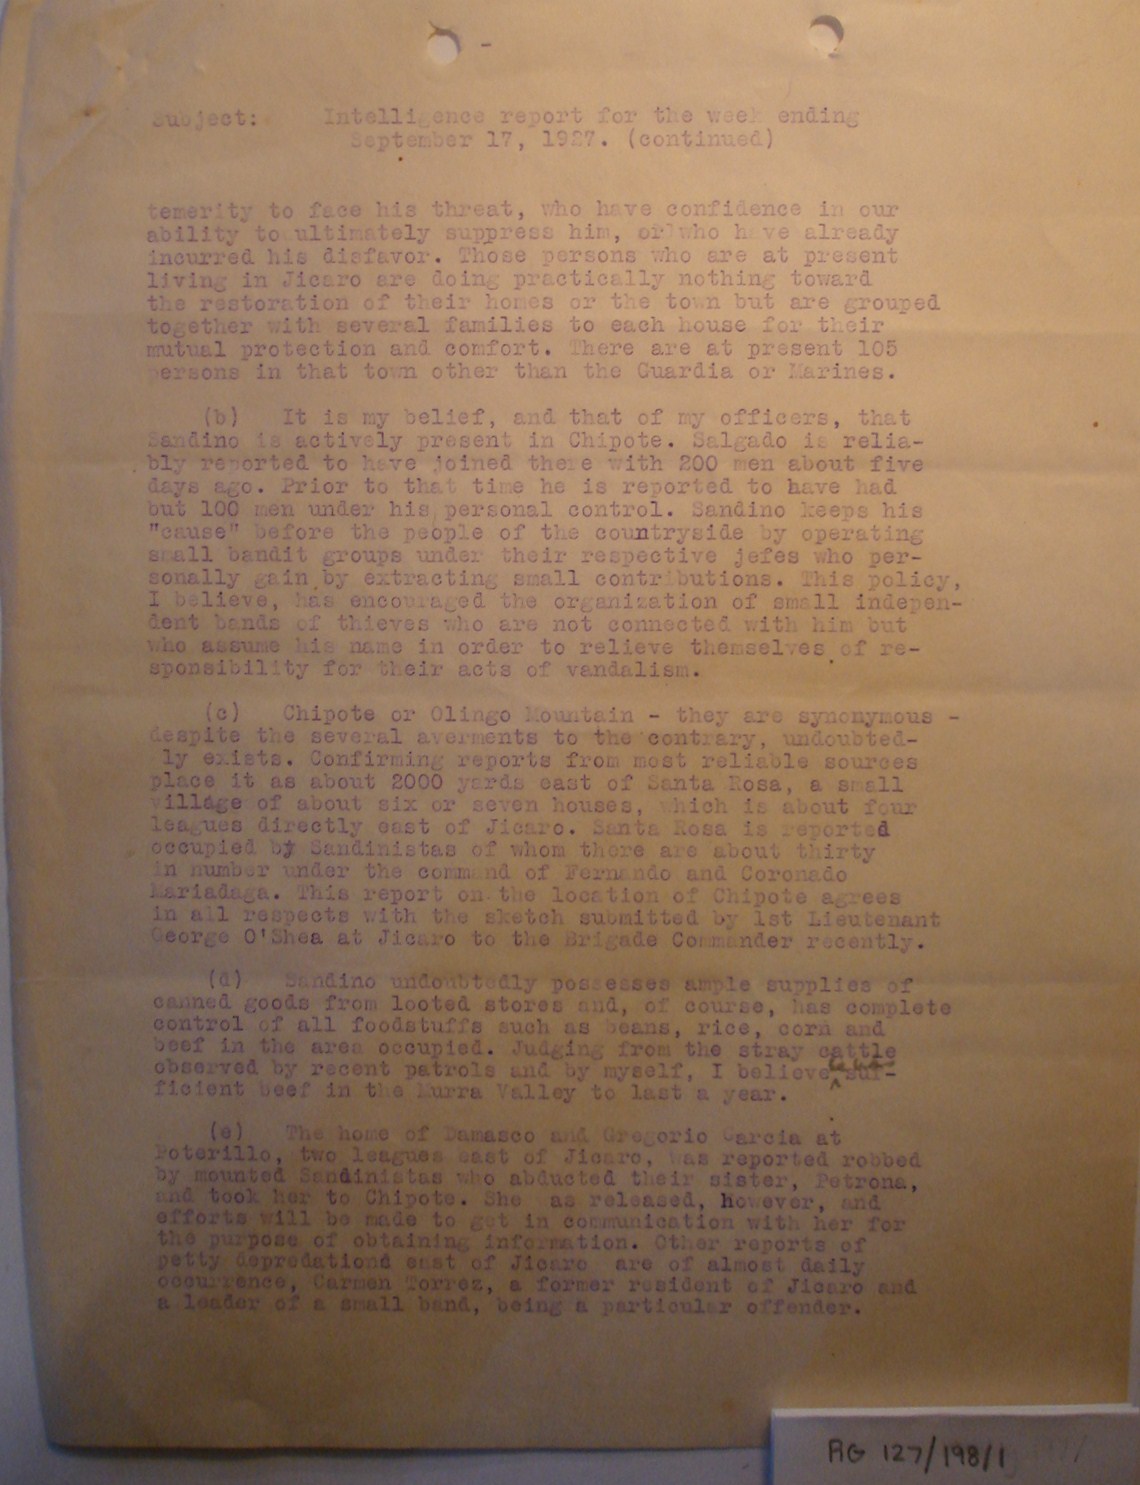 Subject: Intelligence report for the week ending
September 17, 1927. (continued)
temerity to face his threat, who have confidence in our
ability to ultimately suppress him, or who have already
incurred his disfavor. Those persons who are at present
living in Jicaro are doing practically nothing toward
the restoration of their homes or the town but are grouped
together with several families to each house for their
mutual protection and comfort. There are at present 105
persons in that town other than the Guardia or Marines.
(b) It is my belief, and that of my officers, that
Sandino is actively present in Chipote. Salgado is relia-
bly reported to have joined there with 200 men about five
days ago. Prior to that time he is reported to have had
but 100 men under his personal control. Sandino keeps his
"cause" before the people of the countryside by operating
small bandit groups under their respective jefes who per-
sonally gain by extracting small contributions. This policy,
I believe, has encouraged the organization of small indepen-
dent bands of thieves who are not connected with him but
who assume his name in order to relieve themselves of re-
sponsibility for their acts of vandalism.
(c) Chipote or Olingo Mountain - they are synonymous -
despite the several averments to the contrary, undoubted-
ly exists. Confirming reports from most reliable sources
place it as about 2000 yards east of Santa Rosa, a small
village of about six or seven houses, which is about four
leagues directly east of Jicaro. Santa Rosa is reported
occupied by Sandinistas of whom there are about thirty
in number under the command of Fernando and Coronado
Mariadaga. This report on the location of Chipote agrees
in all respects with the sketch submitted by 1st Lieutenant
George O'Shea at Jicaro to the Brigade Commander recently.
(d) Sandino undoubtedly possesses ample supplies of
canned goods from looted stores and, of course, has complete
control of all foodstuffs such as beans, rice, corn and
beef in the area occupied. Judging from the stray cattle
observed by recent patrols and by myself, I believe suf-
ficient beef in the Murra Valley to last a year.
(e) The home of Damasco and Gregorio Garcia at
Poterillo, two leagues east of Jicaro, was reported robbed
by mounted Sandinistas who abducted their sister, Petrona,
and took her to Chipote. She was released, however, and
efforts will be made to get in communication with her for
the purpose of obtaining information. Other reports of
petty depredationd east of Jicaro are of almost daily
occurrence, Carmen Torrez, a former resident of Jicaro and
a leader of a small band, being a particular offender.
RG 127/198/1